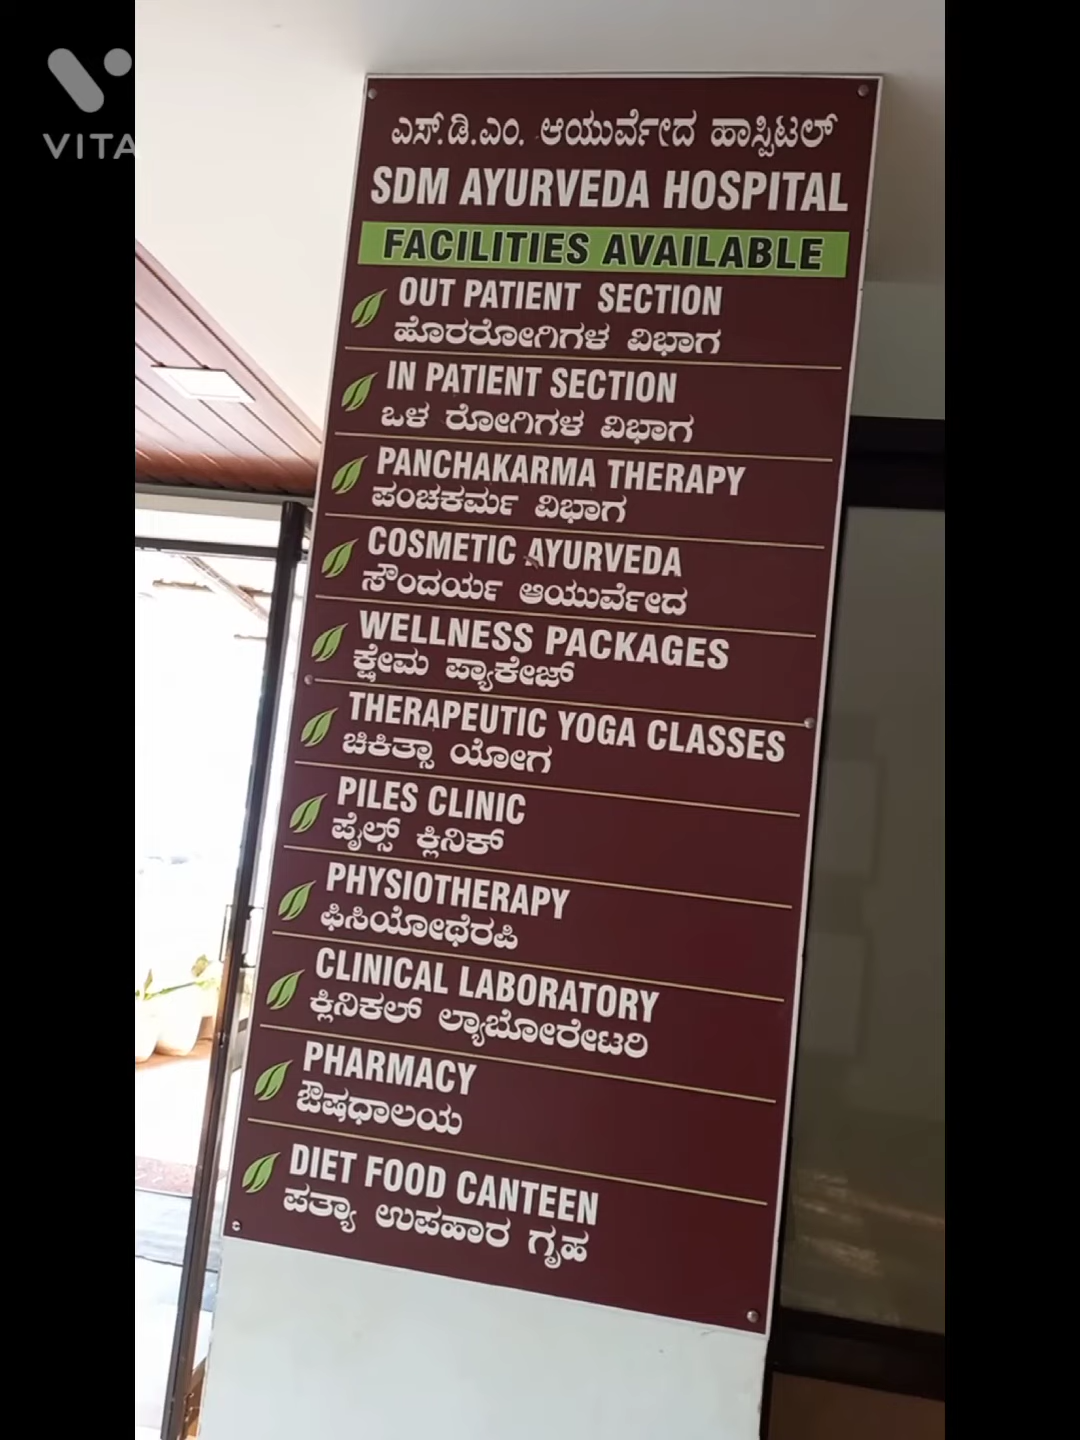 VITA
ಎಸ್.ಡಿ.ಎಂ. ಆಯುರ್ವೇದ ಹಾಸ್ಪಿಟಲ್
SDM AYURVEDA HOSPITAL
FACILITIES AVAILABLE
OUT PATIENT SECTION
ಹೊರರೋಗಿಗಳ ವಿಭಾಗ
IN PATIENT SECTION
ಒಳ ರೋಗಿಗಳ ವಿಭಾಗ
PANCHAKARMA THERAPY
ಪಂಚಕರ್ಮ ವಿಭಾಗ
COSMETIC AYURVEDA
ಸೌಂದರ್ಯ ಆಯುರ್ವೇದ
WELLNESS PACKAGES
ಕ್ಷೇಮ ಪ್ಯಾಕೇಜ್
THERAPEUTIC YOGA CLASSES
ಚಿಕಿತ್ಸಾ ಯೋಗ
PILES CLINIC
ಪೈಲ್ಸ್ ಕ್ಲಿನಿಕ್
PHYSIOTHERAPY
ಫಿಸಿಯೋಥೆರಪಿ
CLINICAL LABORATORY
ಕ್ಲಿನಿಕಲ್ ಲ್ಯಾಬೋರೇಟರಿ
PHARMACY
ಔಷಧಾಲಯ
DIET FOOD CANTEEN
ಪತ್ಯಾ ಉಪಹಾರ ಗೃಹ